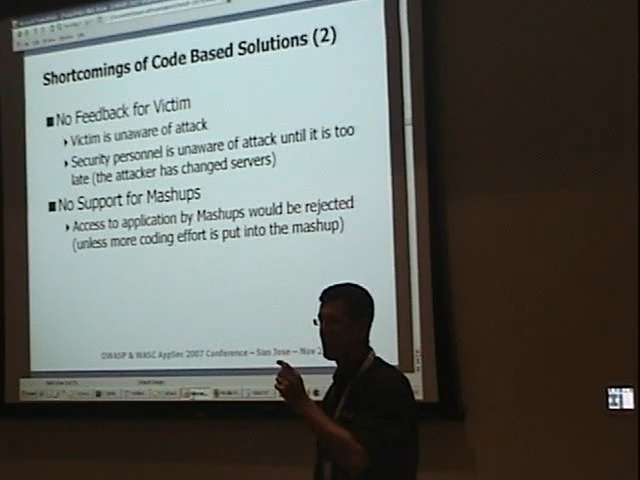 Shortcomings of Code Based Solutions (2)
No Feedback for Victim
Victim is unaware of attack
Security personnel is unaware of attack until it is too
late (the attacker has changed servers)
No Support for Mashups
Access to application by Mashups would be rejected
(unless more coding effort is put into the mashup)
OWASP & WASC AppSec 2007 Conference – San Jose – Nov